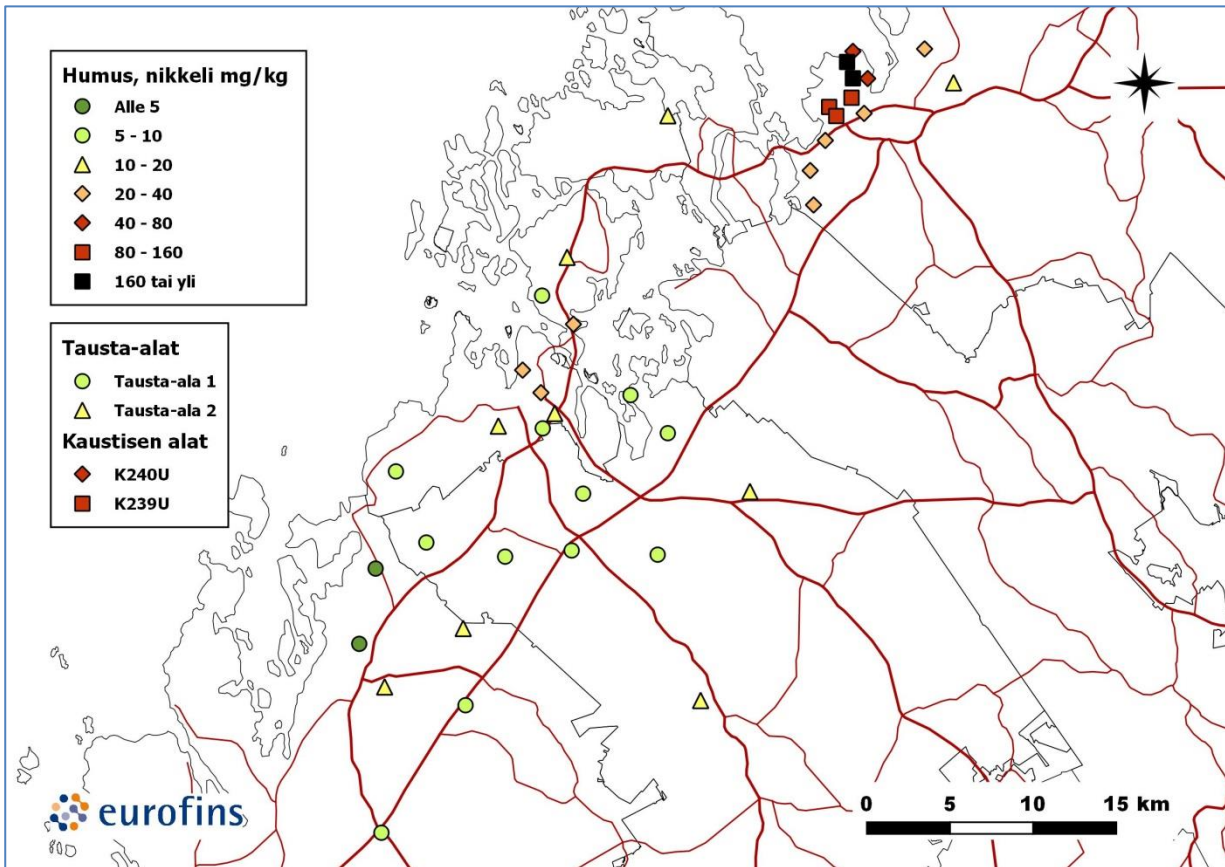 Humus, nikkeli mg/kg
Alle 5
5 - 10
10 - 20
20 - 40
40 - 80
80 - 160
160 tai yli
Tausta-alat
Tausta-ala 1
Tausta-ala 2
Kaustisen alat
K240U
K239U
eurofins
0 5 10 15 km